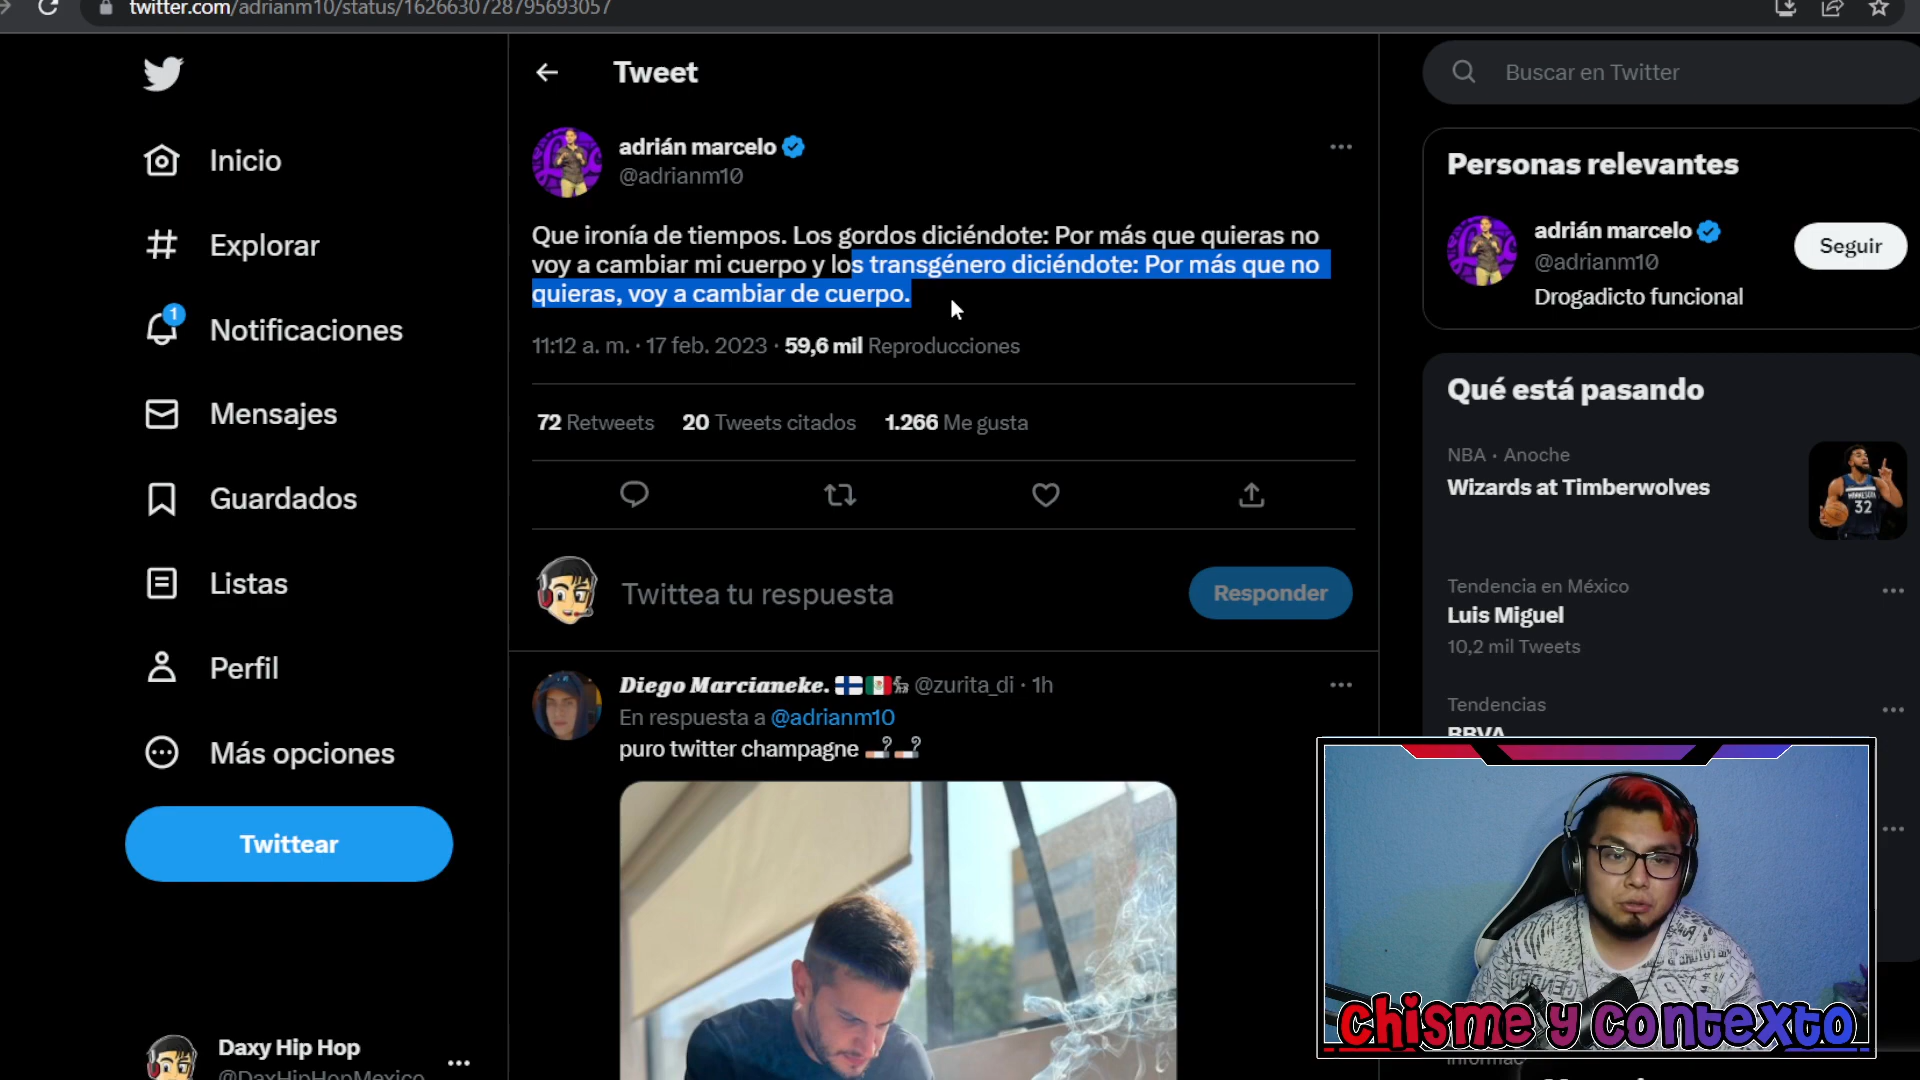 twitter.com/adrianm10/status/1626630728795693057
Inicio
Explorar
1
Notificaciones
Mensajes
Guardados
Listas
Perfil
Más opciones
Twittear
Daxy Hip Hop
@DaxHipHopMexico
Tweet
adrián marcelo
@adrianm10
Que ironía de tiempos. Los gordos diciéndote: Por más que quieras no
voy a cambiar mi cuerpo y los transgénero diciéndote: Por más que no
quieras, voy a cambiar de cuerpo.
11:12 a. m. · 17 feb. 2023 · 59,6 mil Reproducciones
72 Retweets 20 Tweets citados 1.266 Me gusta
Twittea tu respuesta
Responder
Diego Marcianeke. 🇫🇮🇲🇽🐆 @zurita_di · 1h
En respuesta a @adrianm10
puro twitter champagne 🚬🚬
Buscar en Twitter
Personas relevantes
adrián marcelo
@adrianm10
Drogadicto funcional
Seguir
Qué está pasando
NBA · Anoche
Wizards at Timberwolves
32
Tendencia en México
Luis Miguel
10,2 mil Tweets
Tendencias
BBVA
chisme y contexto